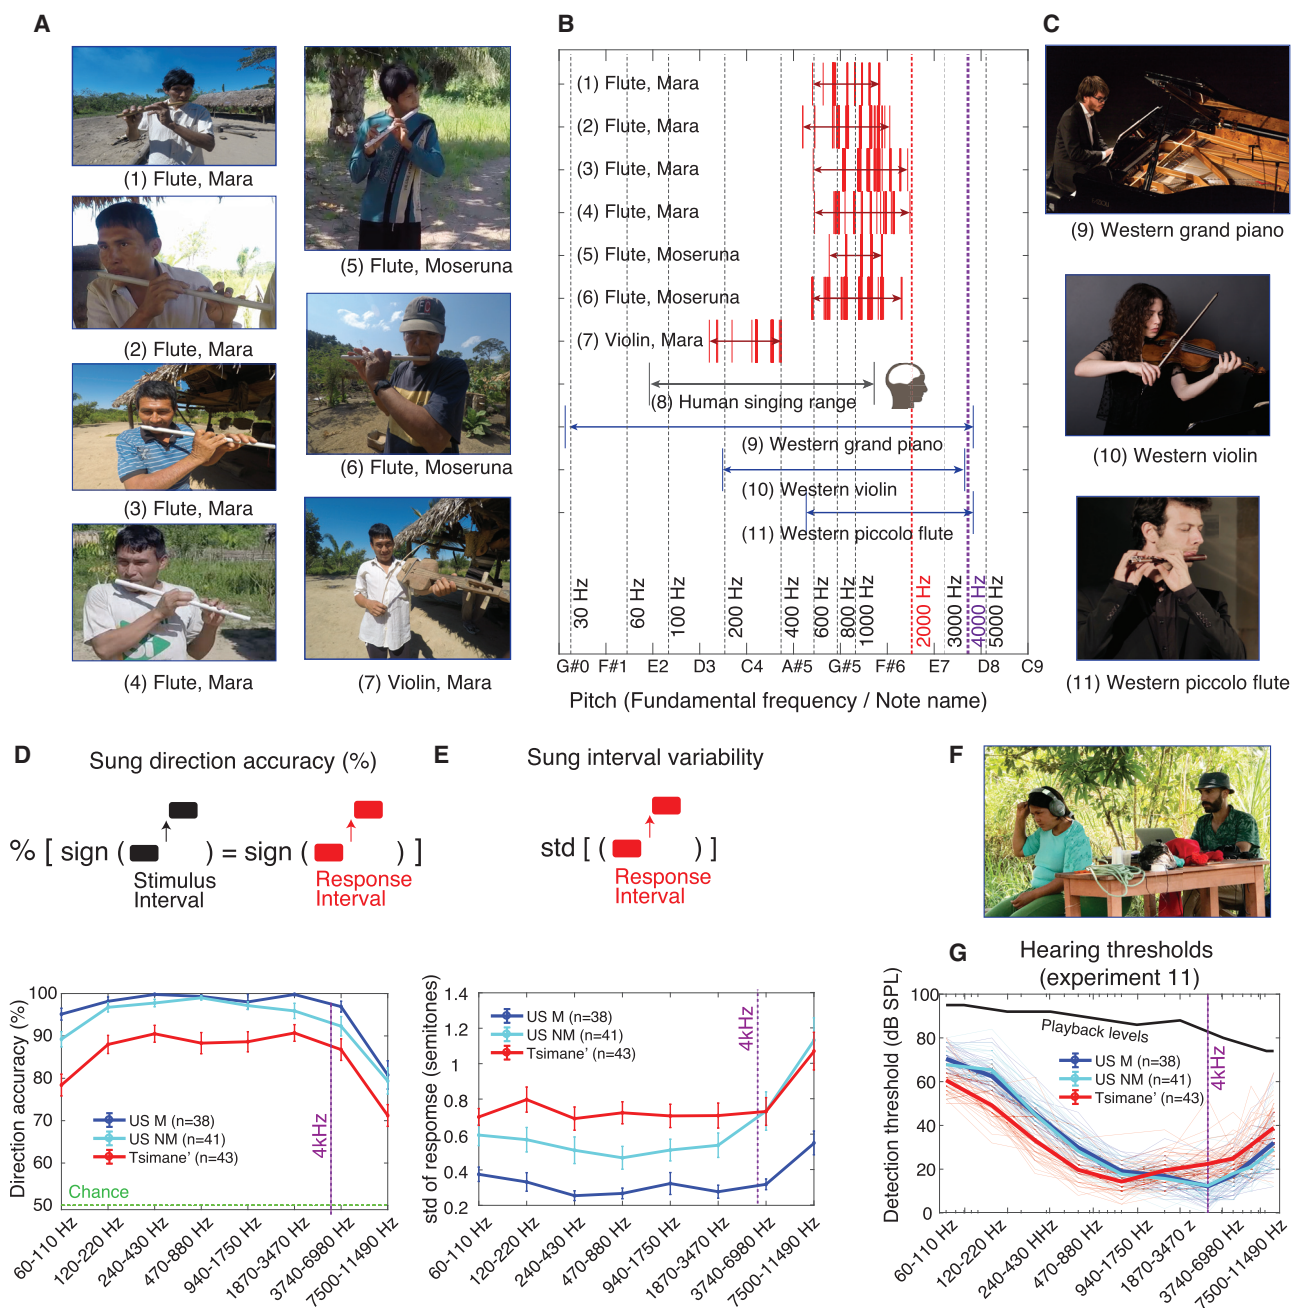 A
(1) Flute, Mara
(2) Flute, Mara
(3) Flute, Mara
(4) Flute, Mara
(5) Flute, Moseruna
(6) Flute, Moseruna
(7) Violin, Mara
B
(1) Flute, Mara
(2) Flute, Mara
(3) Flute, Mara
(4) Flute, Mara
(5) Flute, Moseruna
(6) Flute, Moseruna
(7) Violin, Mara
(8) Human singing range
(9) Western grand piano
(10) Western violin
(11) Western piccolo flute
30 Hz
60 Hz
100 Hz
200 Hz
400 Hz
600 Hz
800 Hz
1000 Hz
2000 Hz
3000 Hz
4000 Hz
5000 Hz
G#0 F#1 E2 D3 C4 A#5 G#5 F#6 E7 D8 C9
Pitch (Fundamental frequency / Note name)
C
(9) Western grand piano
(10) Western violin
(11) Western piccolo flute
D
Sung direction accuracy (%)
% [ sign ( ) = sign ( ) ]
Stimulus
Interval
Response
Interval
Direction accuracy (%)
100
90
80
70
60
50
US M (n=38)
US NM (n=41)
Tsimane’ (n=43)
4kHz
Chance
60-110 Hz
120-220 Hz
240-430 Hz
470-880 Hz
940-1750 Hz
1870-3470 Hz
3740-6980 Hz
7500-11490 Hz
E
Sung interval variability
std [ ( ) ]
Response
Interval
std of response (semitones)
1.4
1.2
1
0.8
0.6
0.4
0.2
US M (n=38)
US NM (n=41)
Tsimane’ (n=43)
4kHz
60-110 Hz
120-220 Hz
240-430 Hz
470-880 Hz
940-1750 Hz
1870-3470 Hz
3740-6980 Hz
7500-11490 Hz
F
G
Hearing thresholds
(experiment 11)
Detection threshold (dB SPL)
100
80
60
40
20
0
Playback levels
US M (n=38)
US NM (n=41)
Tsimane’ (n=43)
4kHz
60-110 Hz
120-220 Hz
240-430 HHz
470-880 Hz
940-1750 Hz
1870-3470 z
3740-6980 Hz
7500-11490 Hz